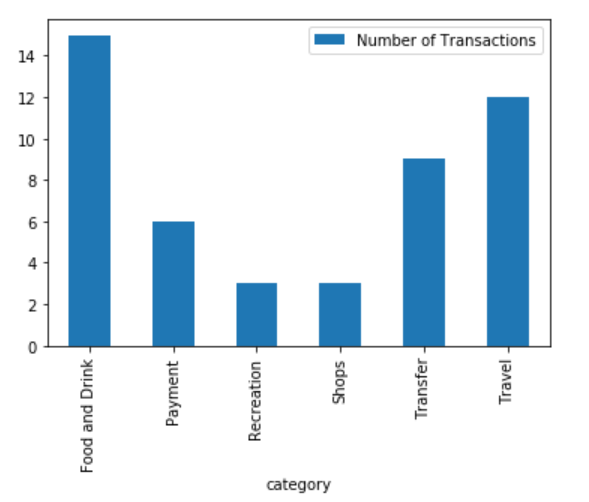 Number of Transactions
14
12
10
8
6
4
2
0
Food and Drink
Payment
Recreation
Shops
Transfer
Travel
category